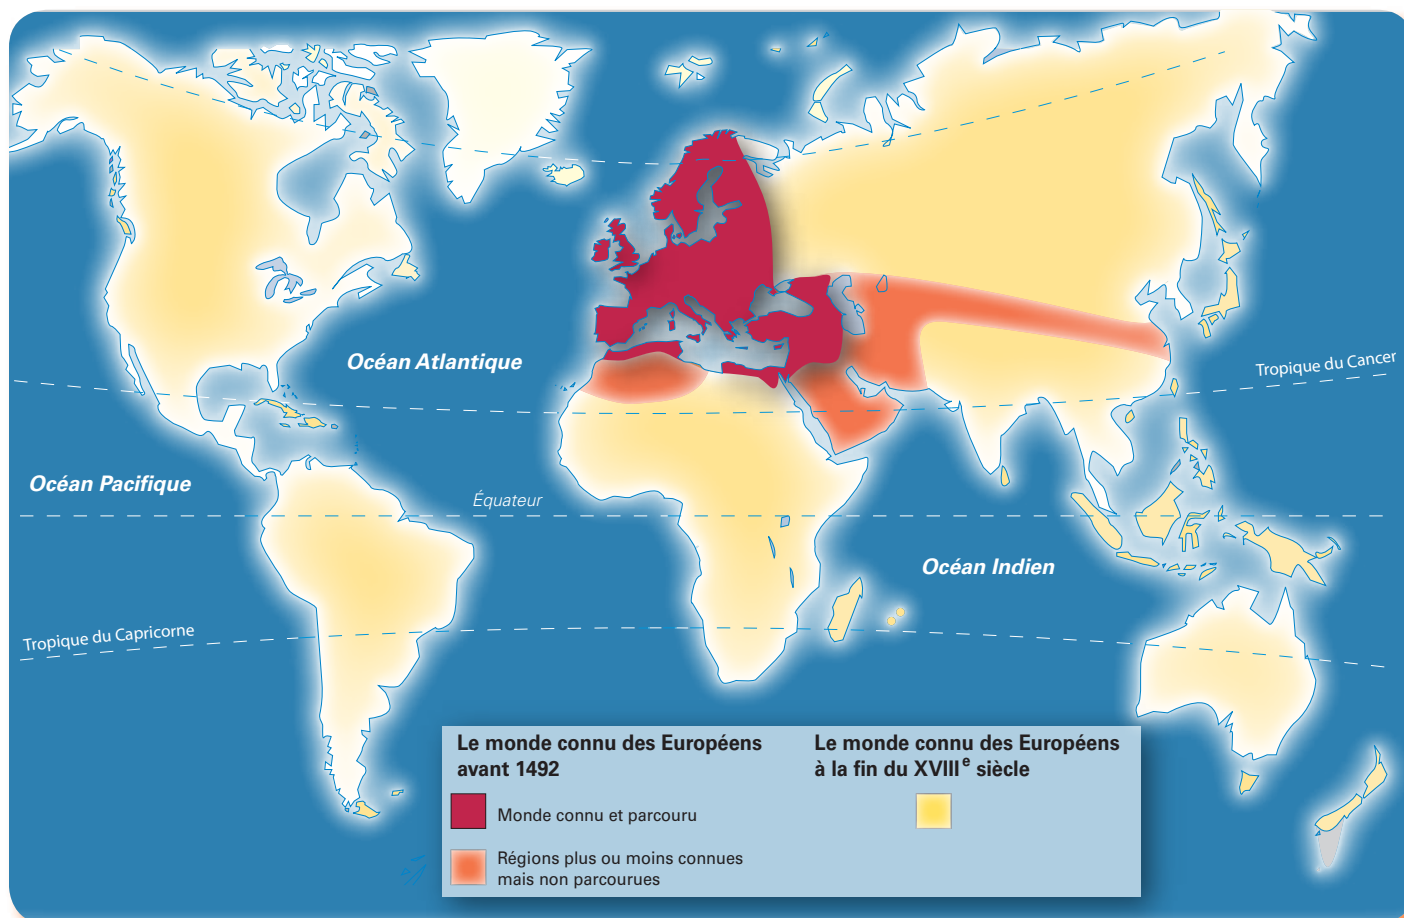 Océan Atlantique
Tropique du Cancer
Océan Pacifique
Équateur
Océan Indien
Tropique du Capricorne
Le monde connu des Européens
avant 1492
Monde connu et parcouru
Régions plus ou moins connues
mais non parcourues
Le monde connu des Européens
à la fin du XVIIIe siècle